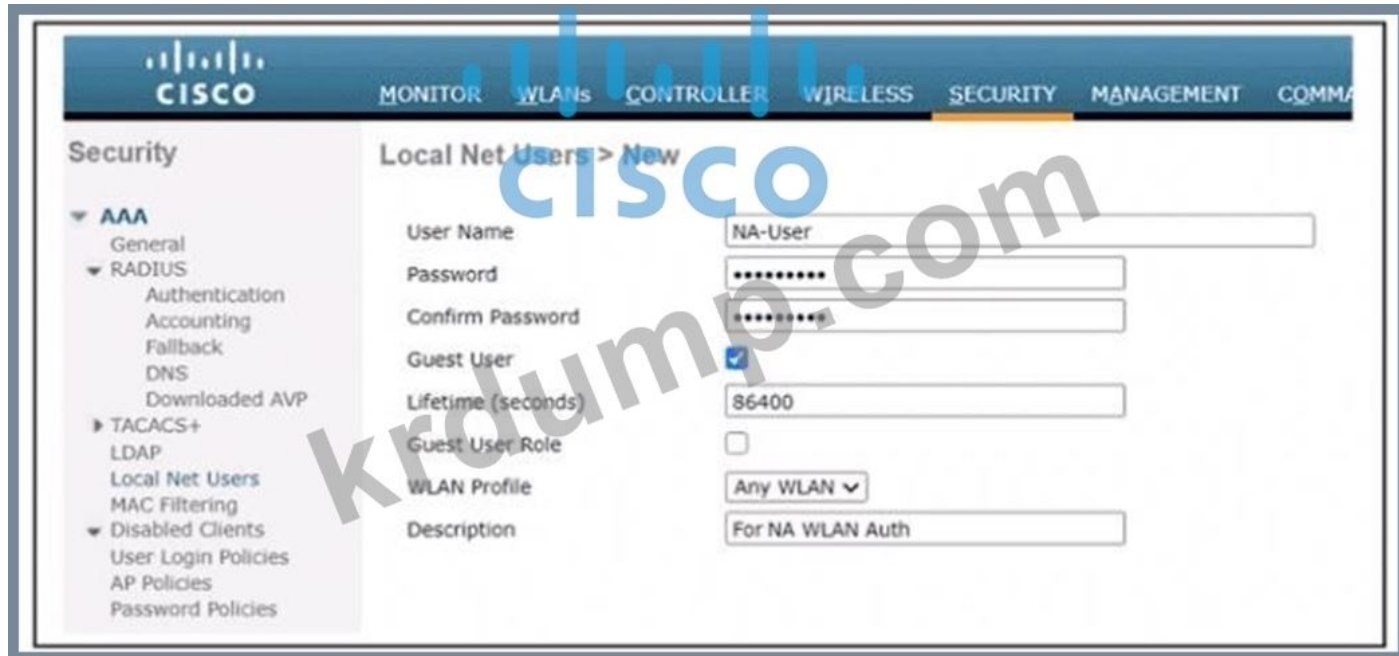 CISCO
MONITOR WLANs CONTROLLER WIRELESS SECURITY MANAGEMENT COMMA
CISCO
krdump.com
Security
AAA
General
RADIUS
Authentication
Accounting
Fallback
DNS
Downloaded AVP
TACACS+
LDAP
Local Net Users
MAC Filtering
Disabled Clients
User Login Policies
AP Policies
Password Policies
Local Net Users > New
User Name NA-User
Password •••••••••
Confirm Password •••••••••
Guest User
Lifetime (seconds) 86400
Guest User Role
WLAN Profile Any WLAN
Description For NA WLAN Auth